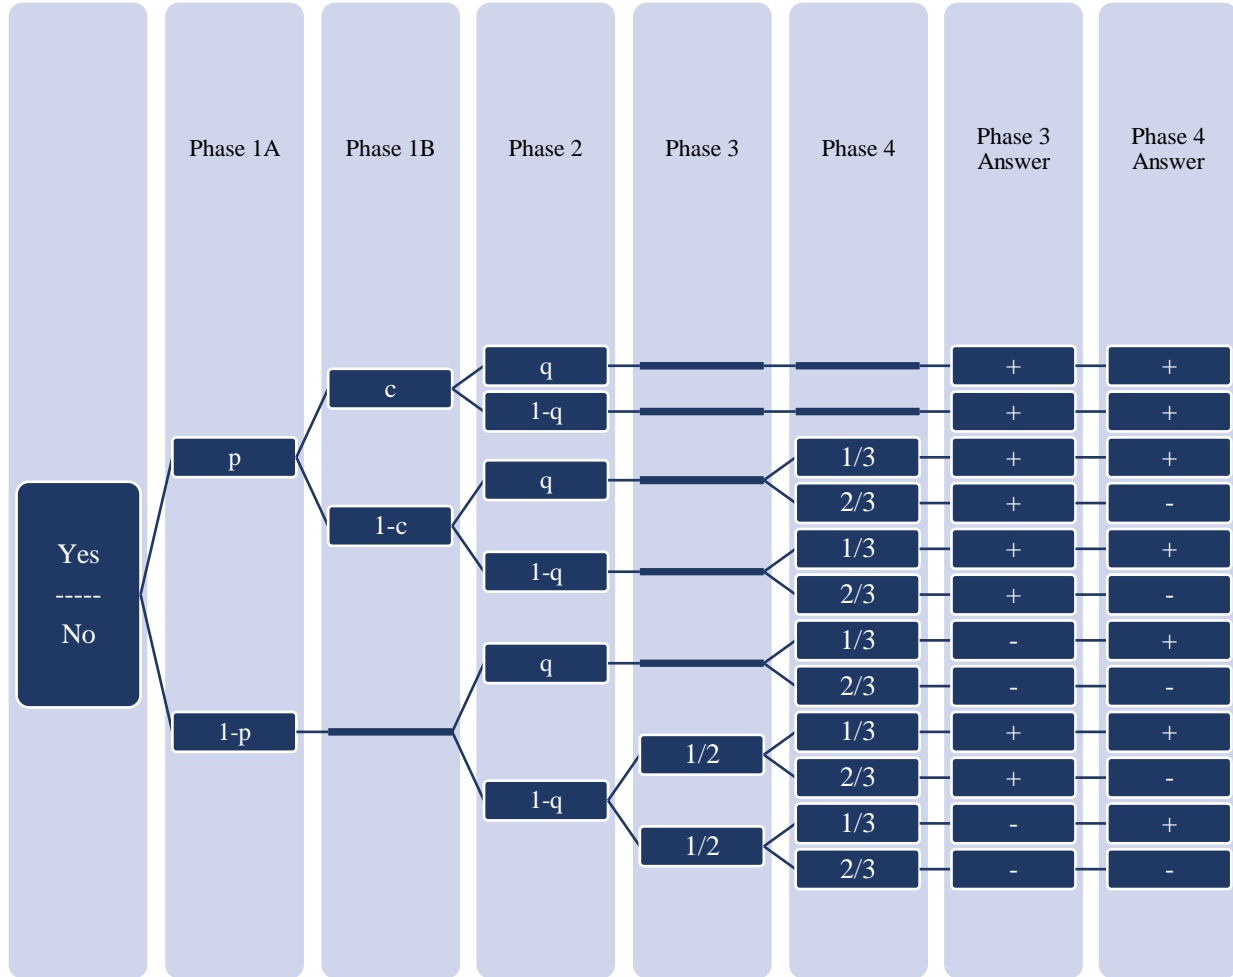 Phase 1A
Phase 1B
Phase 2
Phase 3
Phase 4
Phase 3
Answer
Phase 4
Answer
Yes
-----
No
p
1-p
c
1-c
q
1-q
q
1-q
q
1-q
1/2
1/2
1/3
2/3
1/3
2/3
1/3
2/3
1/3
2/3
1/3
2/3
+
+
+
+
+
+
-
-
+
+
-
-
+
+
+
-
+
-
+
-
+
-
+
-